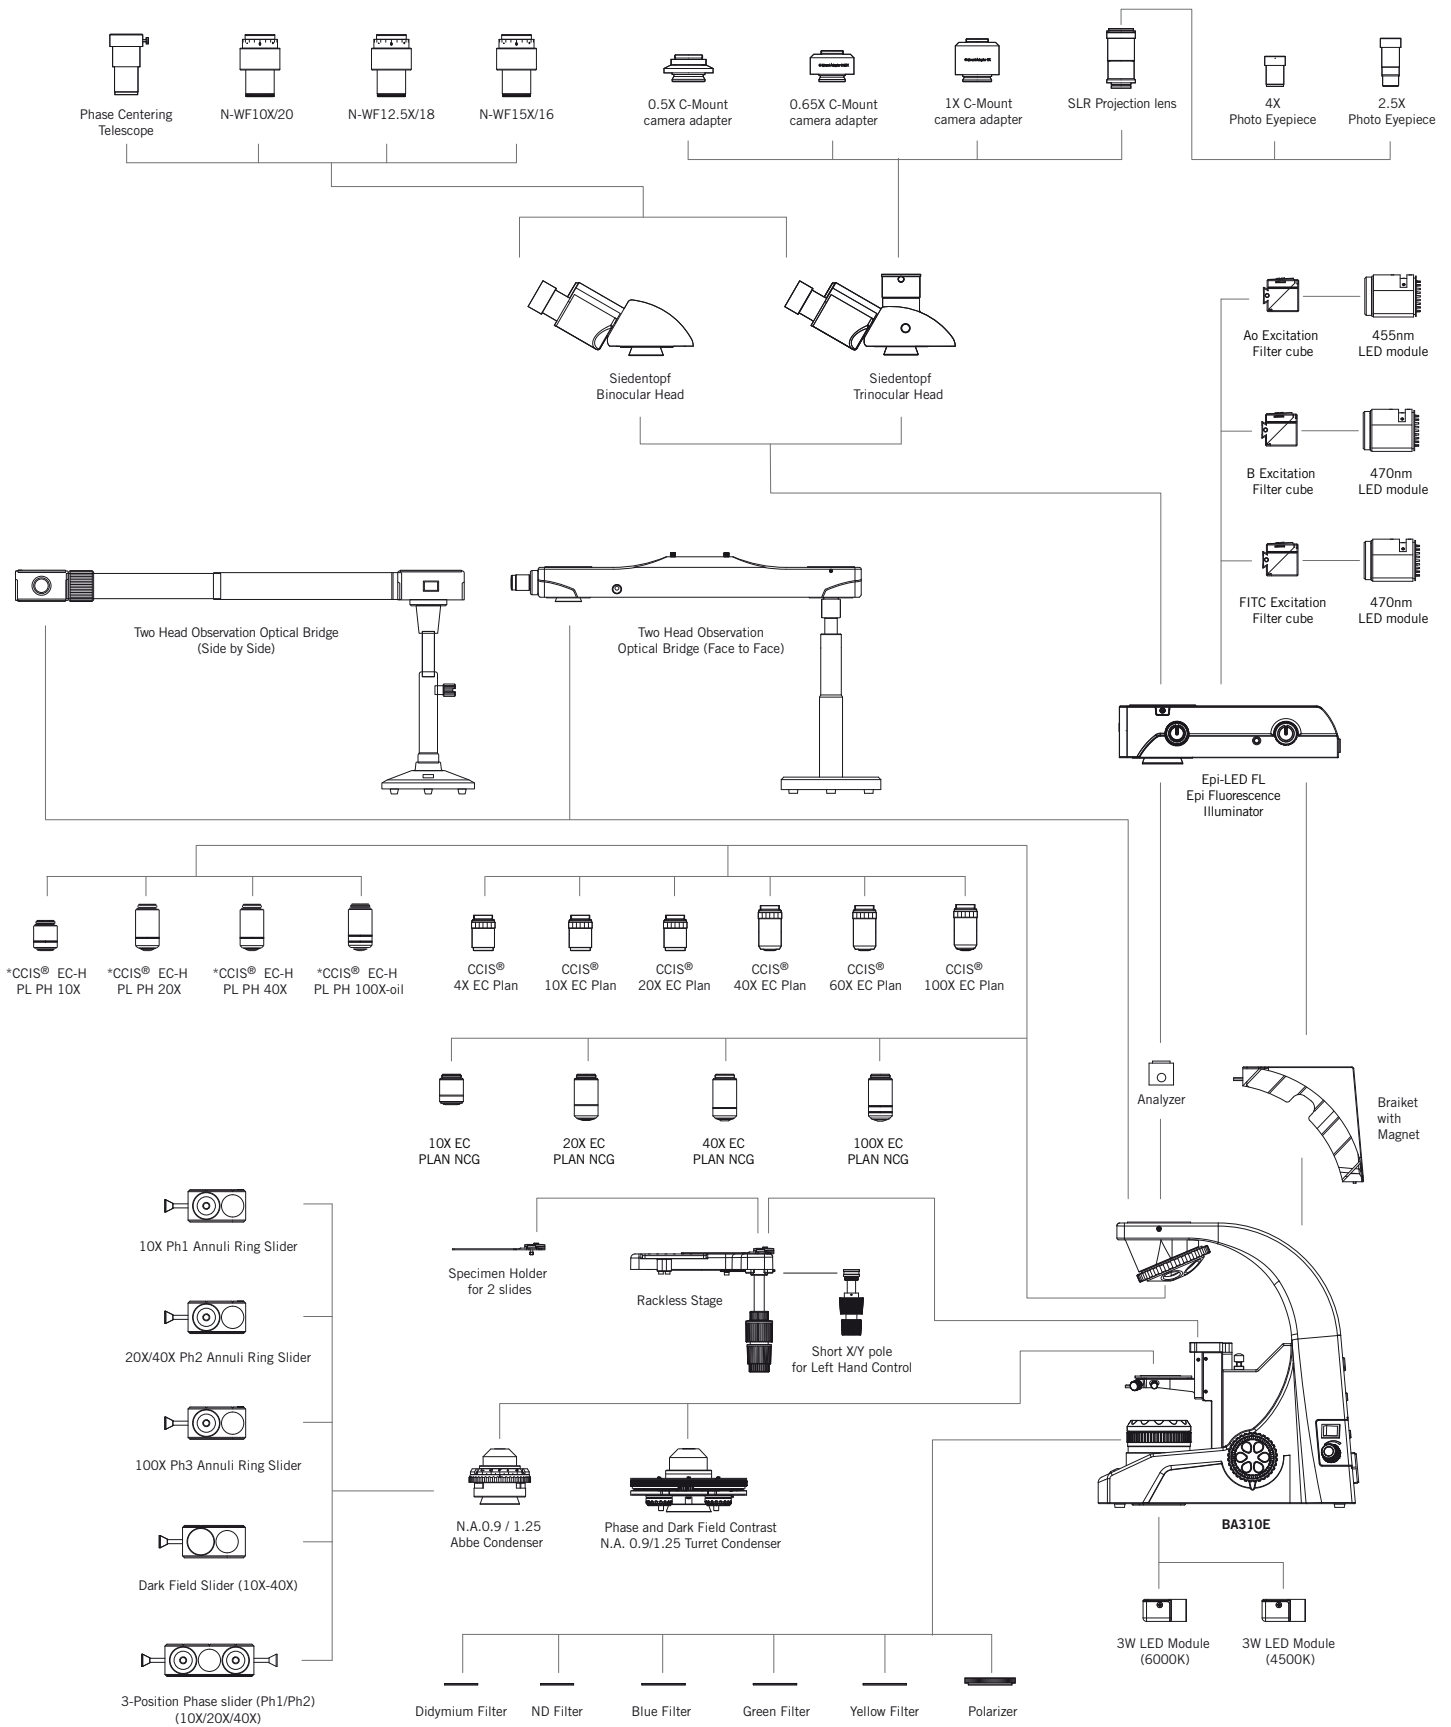 Phase Centering
Telescope
N-WF10X/20
N-WF12.5X/18
N-WF15X/16
0.5X C-Mount
camera adapter
0.65X C-Mount
camera adapter
1X C-Mount
camera adapter
SLR Projection lens
4X
Photo Eyepiece
2.5X
Photo Eyepiece
Siedentopf
Binocular Head
Siedentopf
Trinocular Head
Ao Excitation
Filter cube
455nm
LED module
B Excitation
Filter cube
470nm
LED module
FITC Excitation
Filter cube
470nm
LED module
Two Head Observation Optical Bridge
(Side by Side)
Two Head Observation
Optical Bridge (Face to Face)
Epi-LED FL
Epi Fluorescence
Illuminator
*CCIS® EC-H
PL PH 10X
*CCIS® EC-H
PL PH 20X
*CCIS® EC-H
PL PH 40X
*CCIS® EC-H
PL PH 100X-oil
CCIS®
4X EC Plan
CCIS®
10X EC Plan
CCIS®
20X EC Plan
CCIS®
40X EC Plan
CCIS®
60X EC Plan
CCIS®
100X EC Plan
10X EC
PLAN NCG
20X EC
PLAN NCG
40X EC
PLAN NCG
100X EC
PLAN NCG
Analyzer
Braiket
with
Magnet
10X Ph1 Annuli Ring Slider
20X/40X Ph2 Annuli Ring Slider
100X Ph3 Annuli Ring Slider
Dark Field Slider (10X-40X)
3-Position Phase slider (Ph1/Ph2)
(10X/20X/40X)
Specimen Holder
for 2 slides
Rackless Stage
Short X/Y pole
for Left Hand Control
N.A.0.9 / 1.25
Abbe Condenser
Phase and Dark Field Contrast
N.A. 0.9/1.25 Turret Condenser
BA310E
3W LED Module
(6000K)
3W LED Module
(4500K)
Didymium Filter
ND Filter
Blue Filter
Green Filter
Yellow Filter
Polarizer